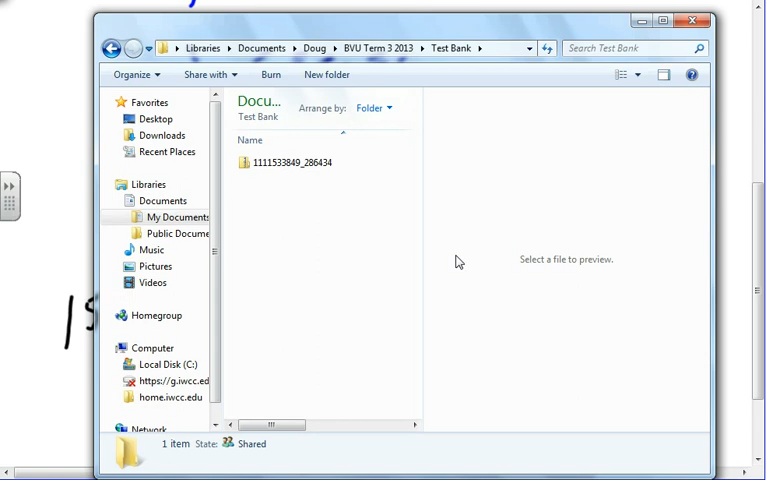 Libraries
Documents
Doug
BVU Term 3 2013
Test Bank
Search Test Bank
Organize
Share with
Burn
New folder
Favorites
Desktop
Downloads
Recent Places
Libraries
Documents
My Documents
Public Docume
Music
Pictures
Videos
Homegroup
Computer
Local Disk (C:)
https://g.iwcc.ed
home.iwcc.edu
Network
Docu...
Test Bank
Arrange by: Folder
Name
1111533849_286434
Select a file to preview.
1 item State: Shared